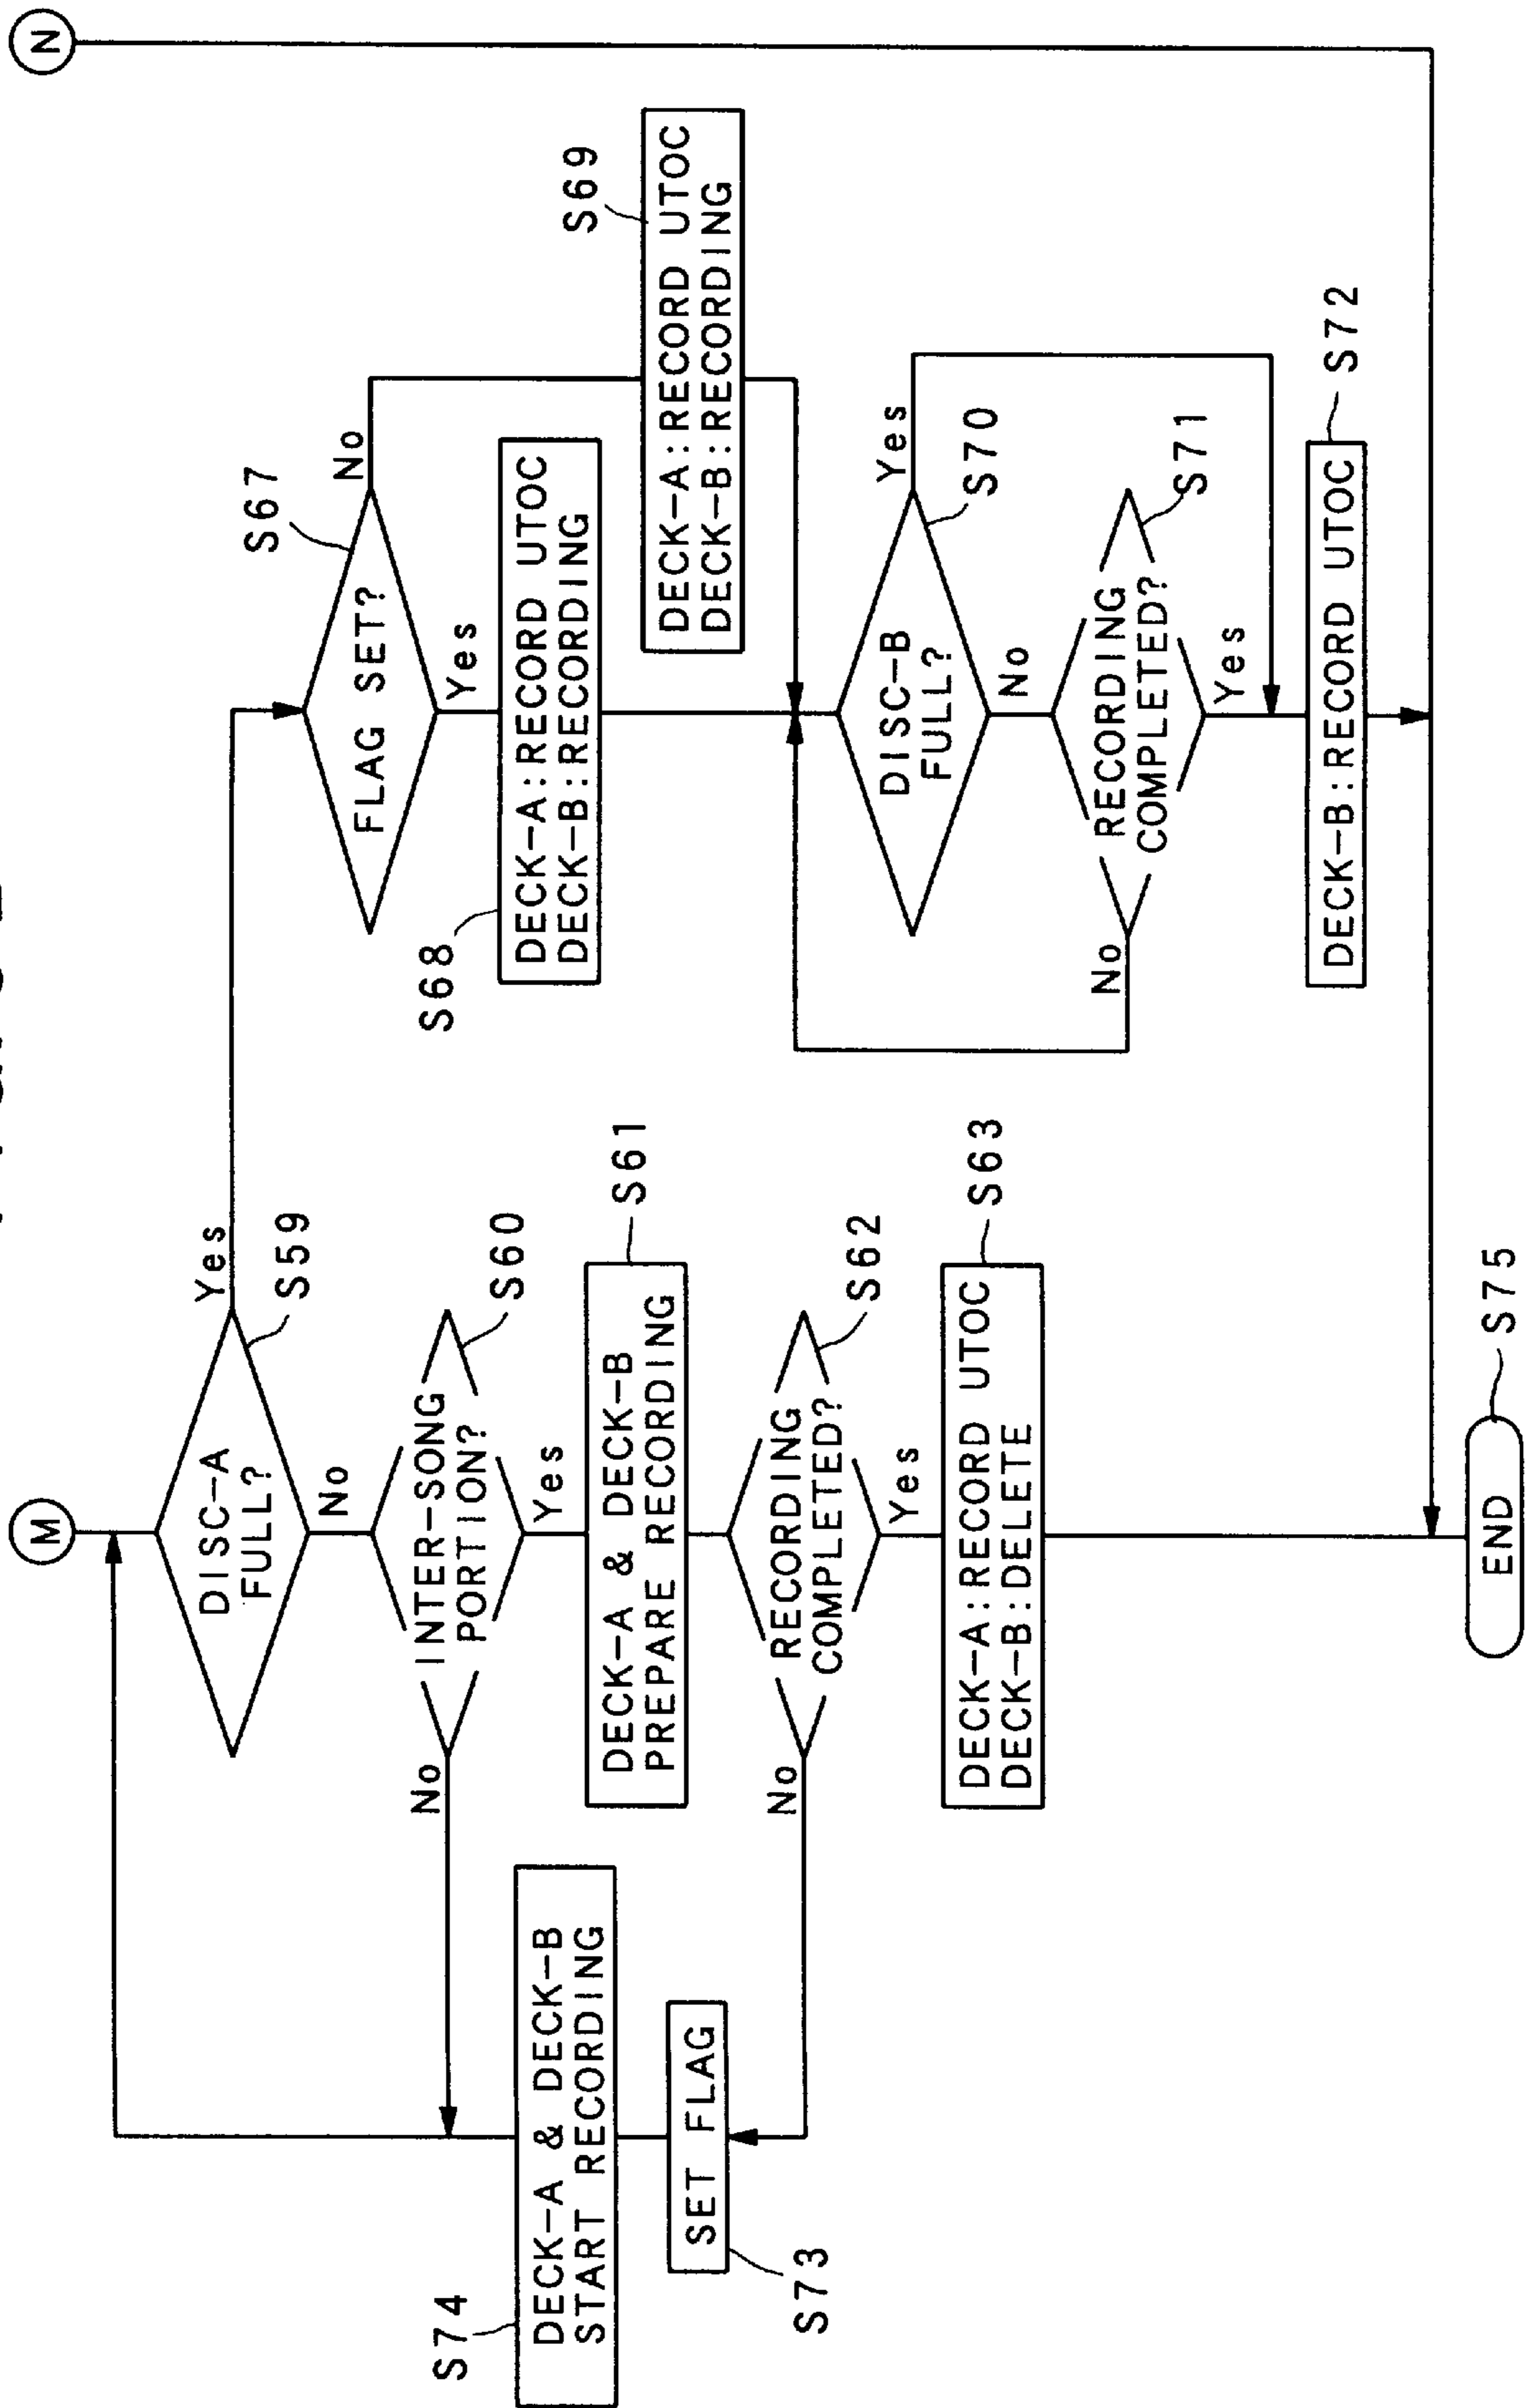 M
N
DISC-A
FULL?
Yes
S59
No
INTER-SONG
PORTION?
S60
No
Yes
DECK-A & DECK-B
PREPARE RECORDING
S61
RECORDING
COMPLETED?
S62
No
Yes
DECK-A:RECORD UTOC
DECK-B:DELETE
S63
S74
DECK-A & DECK-B
START RECORDING
SET FLAG
S73
S67
FLAG SET?
No
Yes
S68
DECK-A:RECORD UTOC
DECK-B:RECORDING
S69
DECK-A:RECORD UTOC
DECK-B:RECORDING
DISC-B
FULL?
Yes
S70
No
RECORDING
COMPLETED?
S71
No
Yes
DECK-B:RECORD UTOC
S72
END
S75